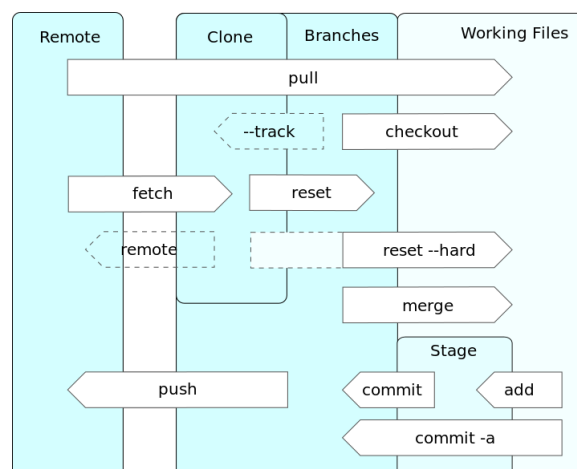 Remote
Clone
Branches
Working Files
pull
--track
checkout
fetch
reset
remote
reset --hard
merge
Stage
push
commit
add
commit -a